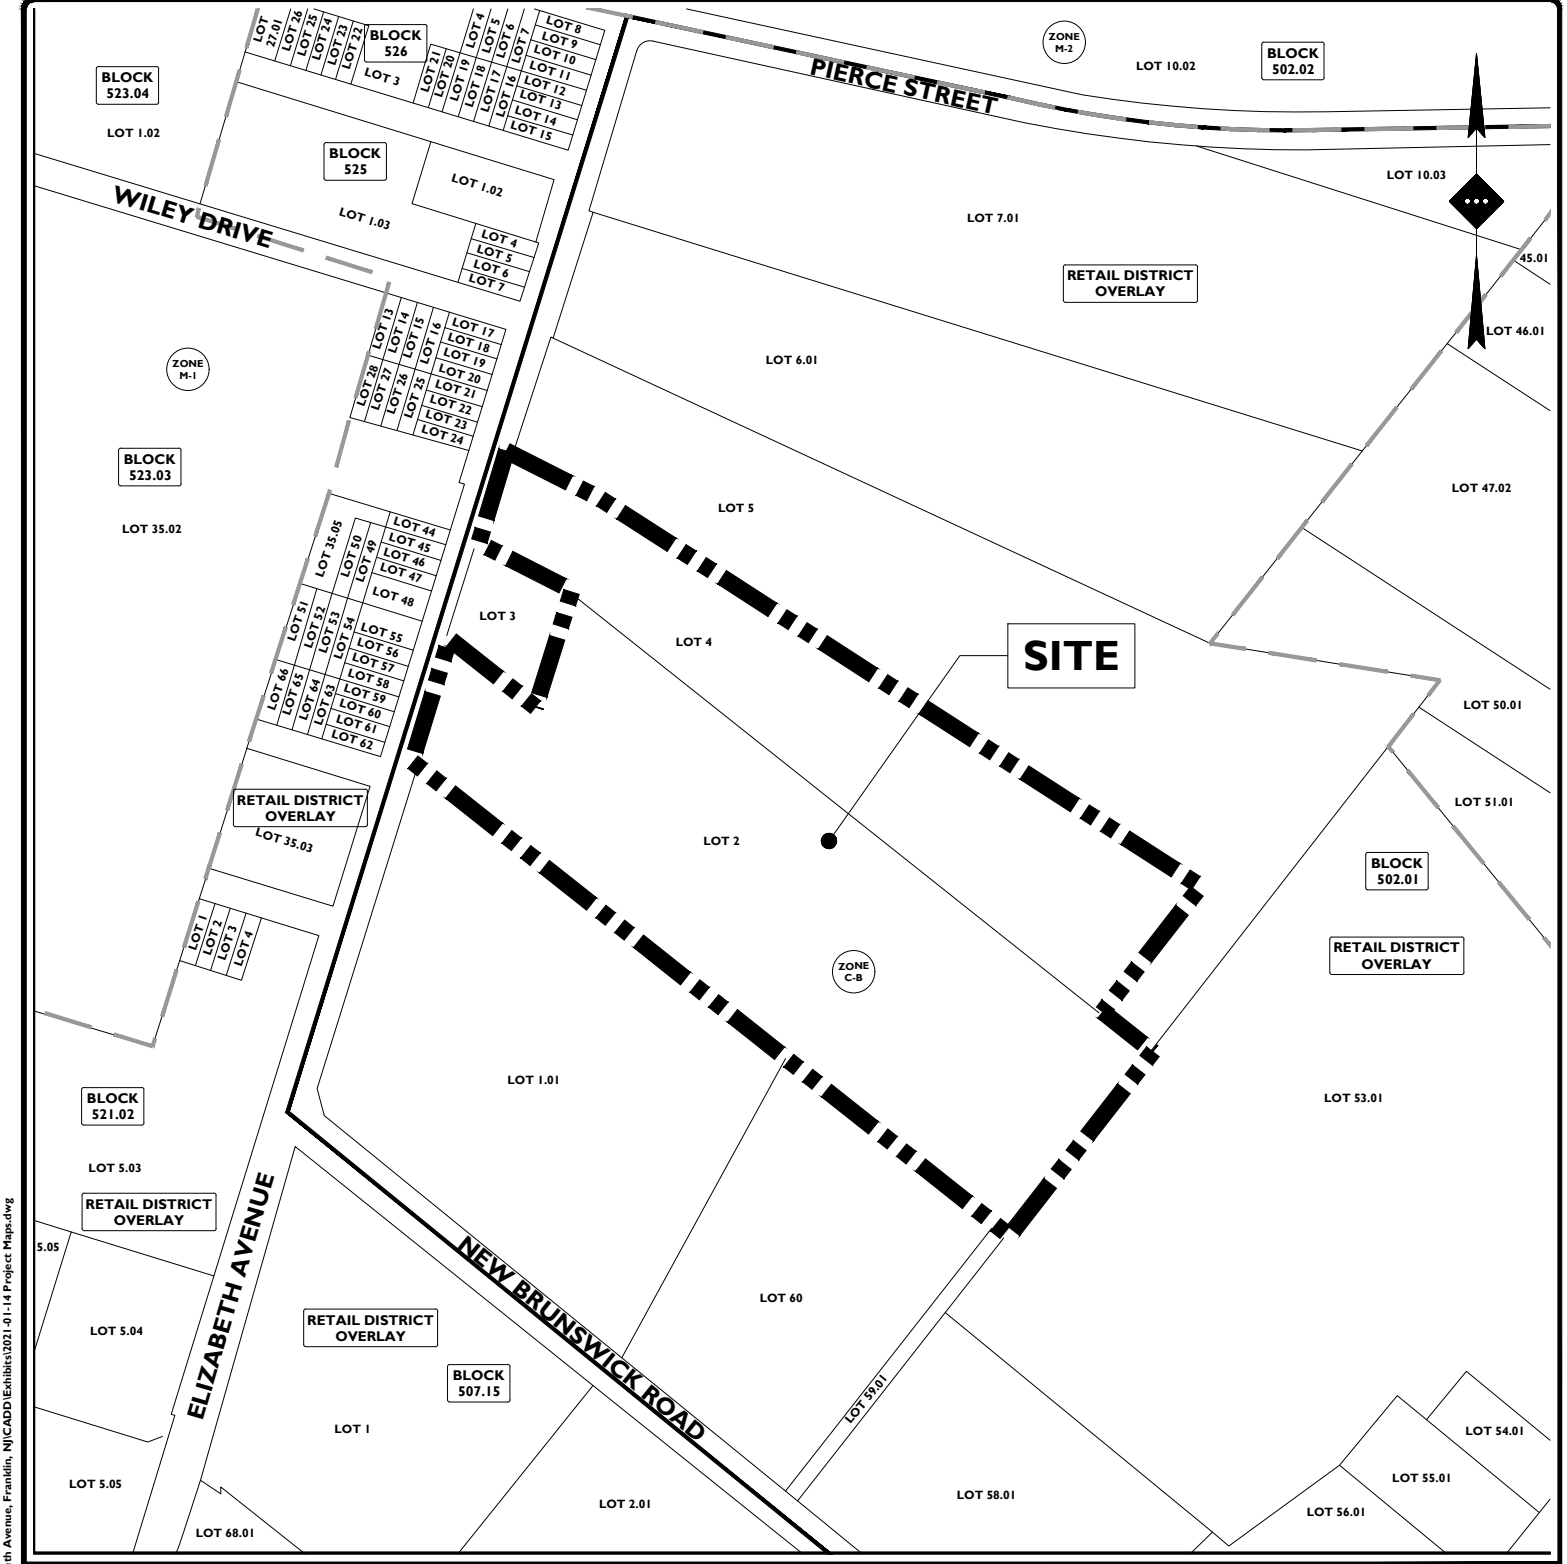 LOT
27.01
LOT 26
LOT 25
LOT 24
LOT 23
LOT 22
BLOCK
526
LOT 3
LOT 21
LOT 20
LOT 19
LOT 18
LOT 17
LOT 16
LOT 4
LOT 5
LOT 6
LOT 7
LOT 8
LOT 9
LOT 10
LOT 11
LOT 12
LOT 13
LOT 14
LOT 15
ZONE
M-2
LOT 10.02
BLOCK
502.02
PIERCE STREET
BLOCK
523.04
LOT 1.02
BLOCK
525
LOT 1.02
LOT 1.03
WILEY DRIVE
LOT 4
LOT 5
LOT 6
LOT 7
LOT 10.03
LOT 7.01
RETAIL DISTRICT
OVERLAY
45.01
LOT 46.01
LOT 13
LOT 14
LOT 15
LOT 16
LOT 17
LOT 18
LOT 19
LOT 20
LOT 21
LOT 22
LOT 23
LOT 24
LOT 28
LOT 27
LOT 26
LOT 25
ZONE
M-1
LOT 6.01
BLOCK
523.03
LOT 35.02
LOT 5
LOT 47.02
LOT 35.05
LOT 50
LOT 49
LOT 44
LOT 45
LOT 46
LOT 47
LOT 48
LOT 51
LOT 52
LOT 53
LOT 54
LOT 55
LOT 56
LOT 57
LOT 58
LOT 59
LOT 60
LOT 61
LOT 62
LOT 66
LOT 65
LOT 64
LOT 63
LOT 3
LOT 4
SITE
LOT 50.01
LOT 51.01
RETAIL DISTRICT
OVERLAY
LOT 35.03
LOT 2
BLOCK
502.01
RETAIL DISTRICT
OVERLAY
LOT 1
LOT 2
LOT 3
LOT 4
ZONE
C-B
LOT 1.01
LOT 53.01
BLOCK
521.02
LOT 5.03
RETAIL DISTRICT
OVERLAY
5.05
LOT 5.04
ELIZABETH AVENUE
NEW BRUNSWICK ROAD
RETAIL DISTRICT
OVERLAY
BLOCK
507.15
LOT 60
LOT 59.01
LOT 1
LOT 5.05
LOT 68.01
LOT 2.01
LOT 58.01
LOT 54.01
LOT 55.01
LOT 56.01
Avenue, Franklin, NJ\CADD\Exhibits\2021-01-14 Project Maps.dwg